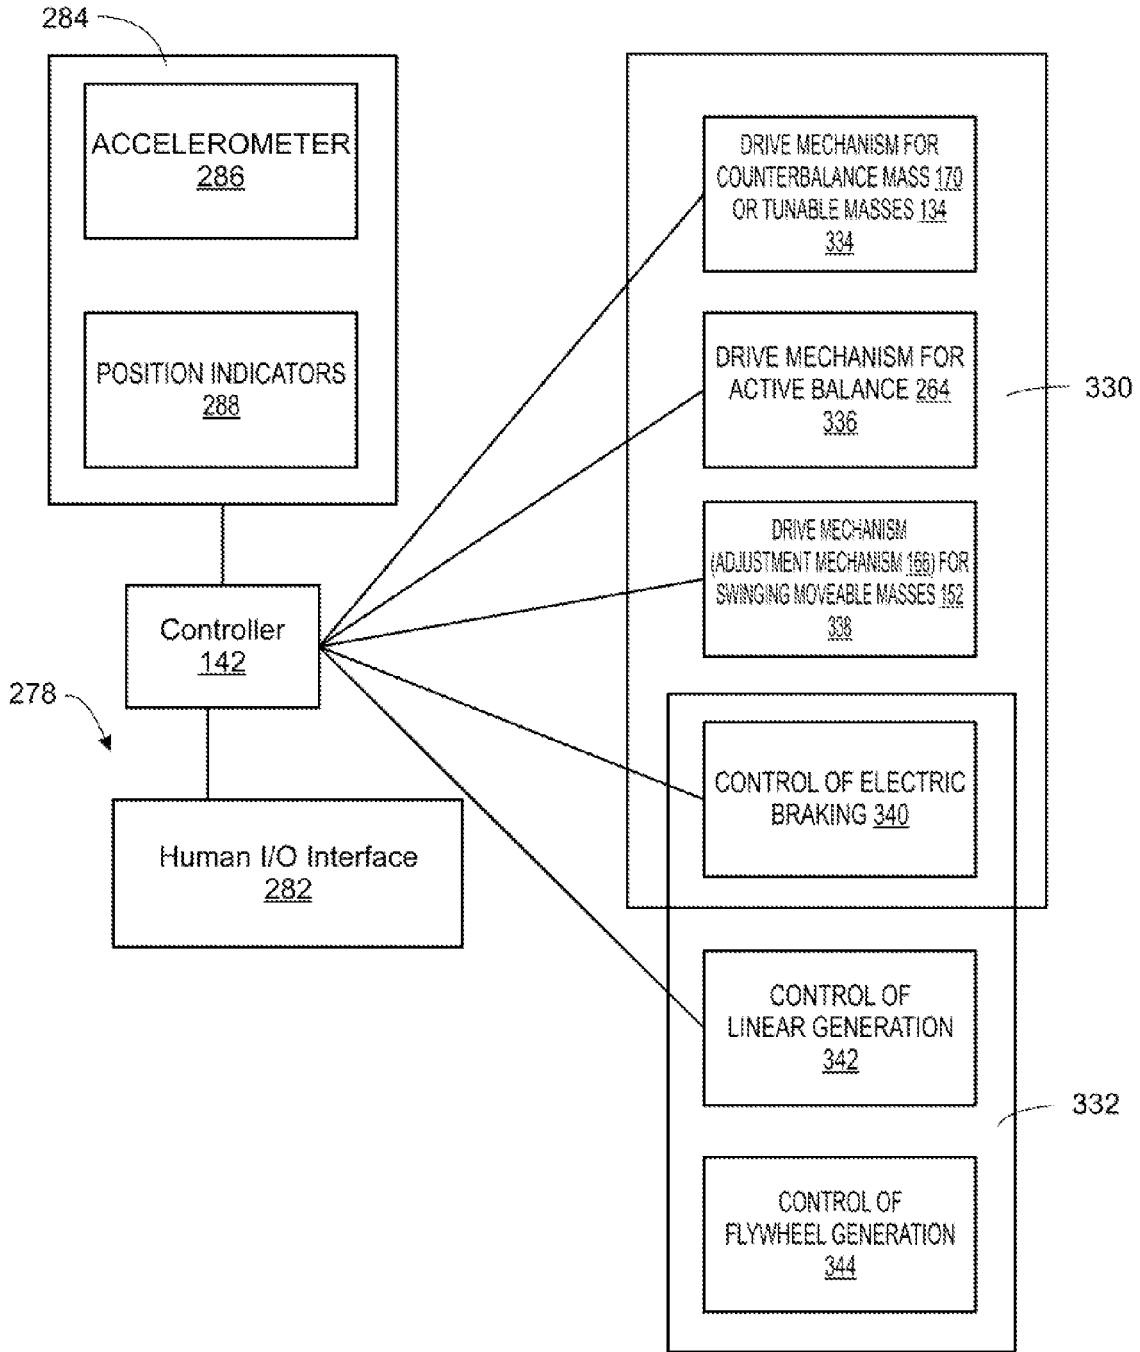 284
ACCELEROMETER
286
POSITION INDICATORS
288
Controller
142
278
Human I/O Interface
282
DRIVE MECHANISM FOR
COUNTERBALANCE MASS 170
OR TUNABLE MASSES 134
334
DRIVE MECHANISM FOR
ACTIVE BALANCE 264
336
330
DRIVE MECHANISM
(ADJUSTMENT MECHANISM 166) FOR
SWINGING MOVEABLE MASSES 152
338
CONTROL OF ELECTRIC
BRAKING 340
CONTROL OF
LINEAR GENERATION
342
332
CONTROL OF
FLYWHEEL GENERATION
344